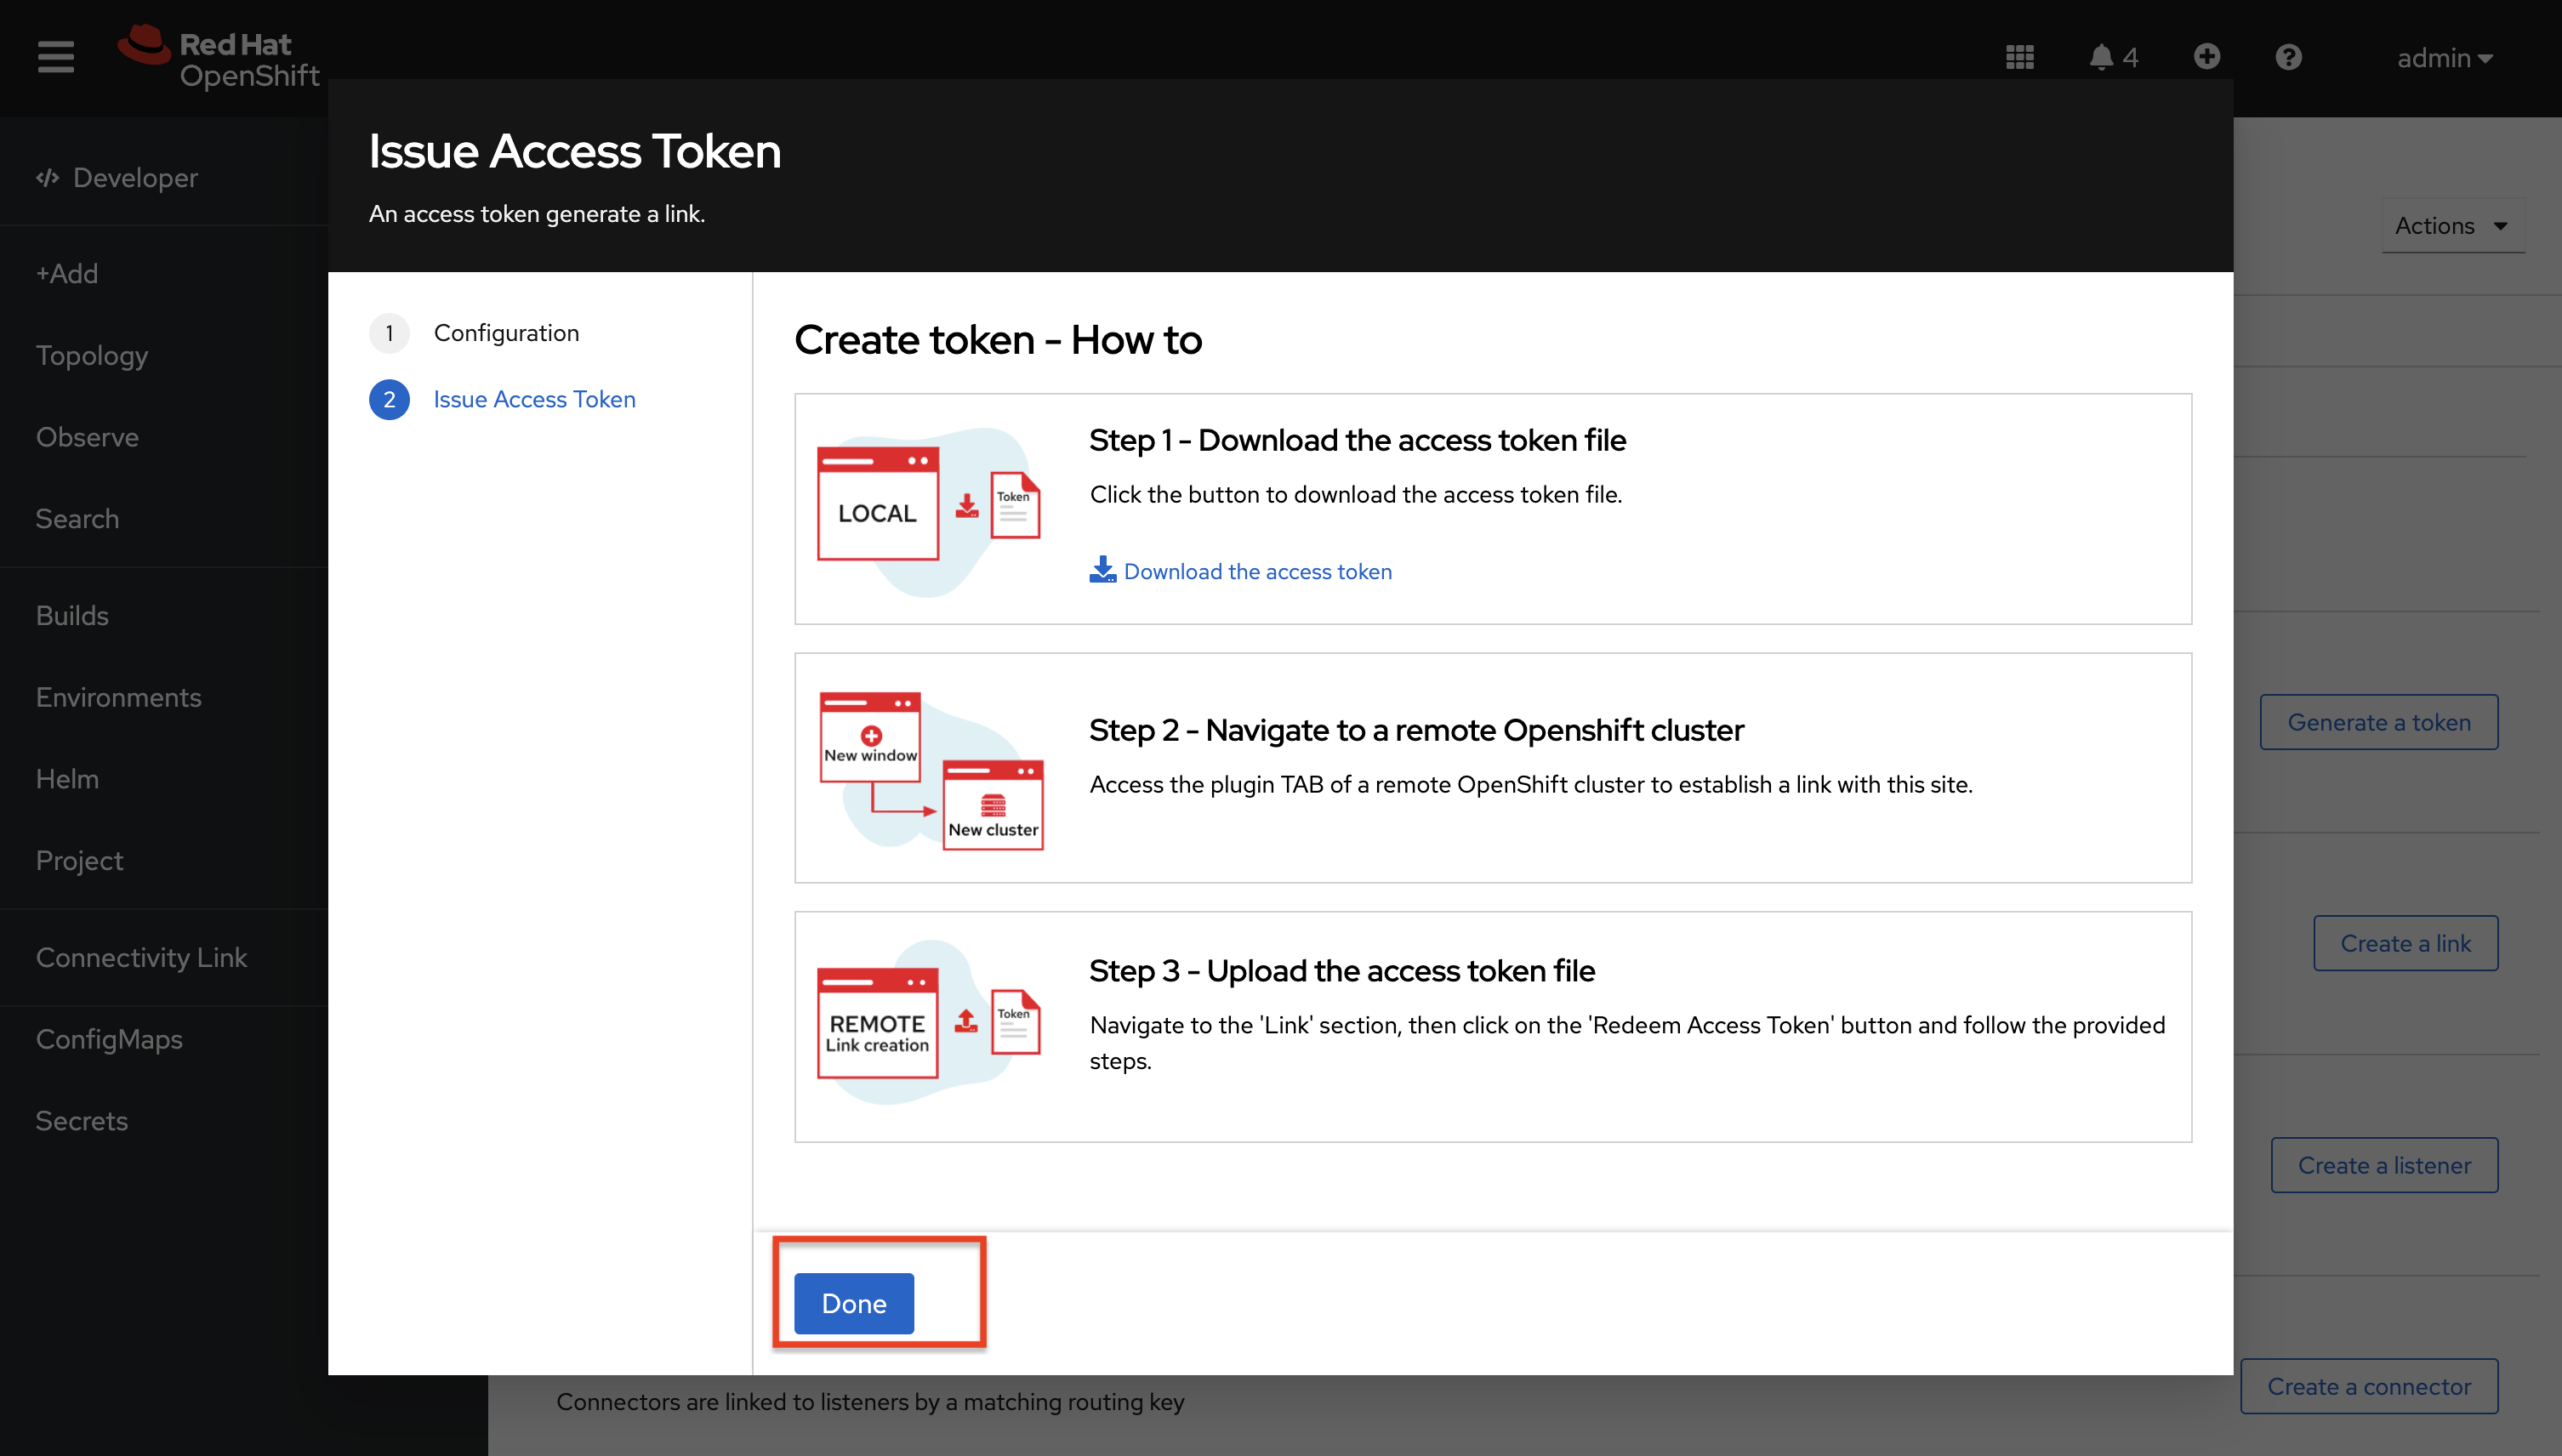 Red Hat
OpenShift
4
admin
Developer
+Add
Topology
Observe
Search
Builds
Environments
Helm
Project
Connectivity Link
ConfigMaps
Secrets
Issue Access Token
An access token generate a link.
1 Configuration
2 Issue Access Token
Create token - How to
LOCAL
Token
Step 1 - Download the access token file
Click the button to download the access token file.
Download the access token
New window
New cluster
Step 2 - Navigate to a remote Openshift cluster
Access the plugin TAB of a remote OpenShift cluster to establish a link with this site.
REMOTE
Link creation
Token
Step 3 - Upload the access token file
Navigate to the 'Link' section, then click on the 'Redeem Access Token' button and follow the provided
steps.
Done
Actions
Generate a token
Create a link
Create a listener
Create a connector
Connectors are linked to listeners by a matching routing key